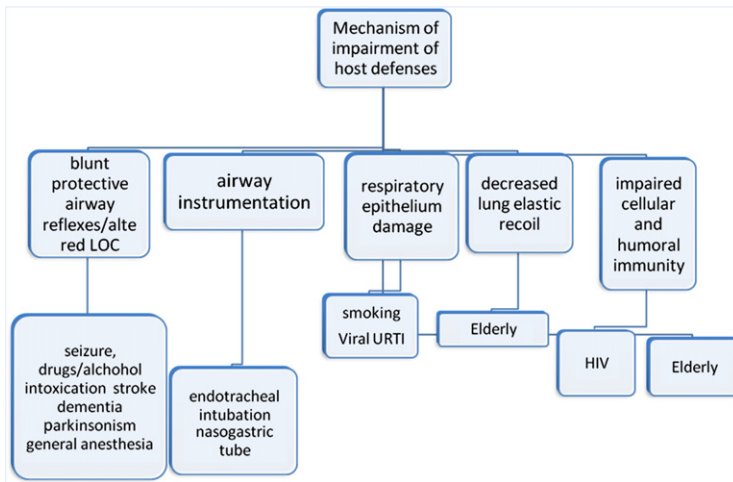 Mechanism of
impairment of
host defenses
blunt
protective
airway
reflexes/alte
red LOC
airway
instrumentation
respiratory
epithelium
damage
decreased
lung elastic
recoil
impaired
cellular
and
humoral
immunity
seizure,
drugs/alchohol
intoxication stroke
dementia
parkinsonism
general anesthesia
endotracheal
intubation
nasogastric
tube
smoking
Viral URTI
Elderly
HIV
Elderly